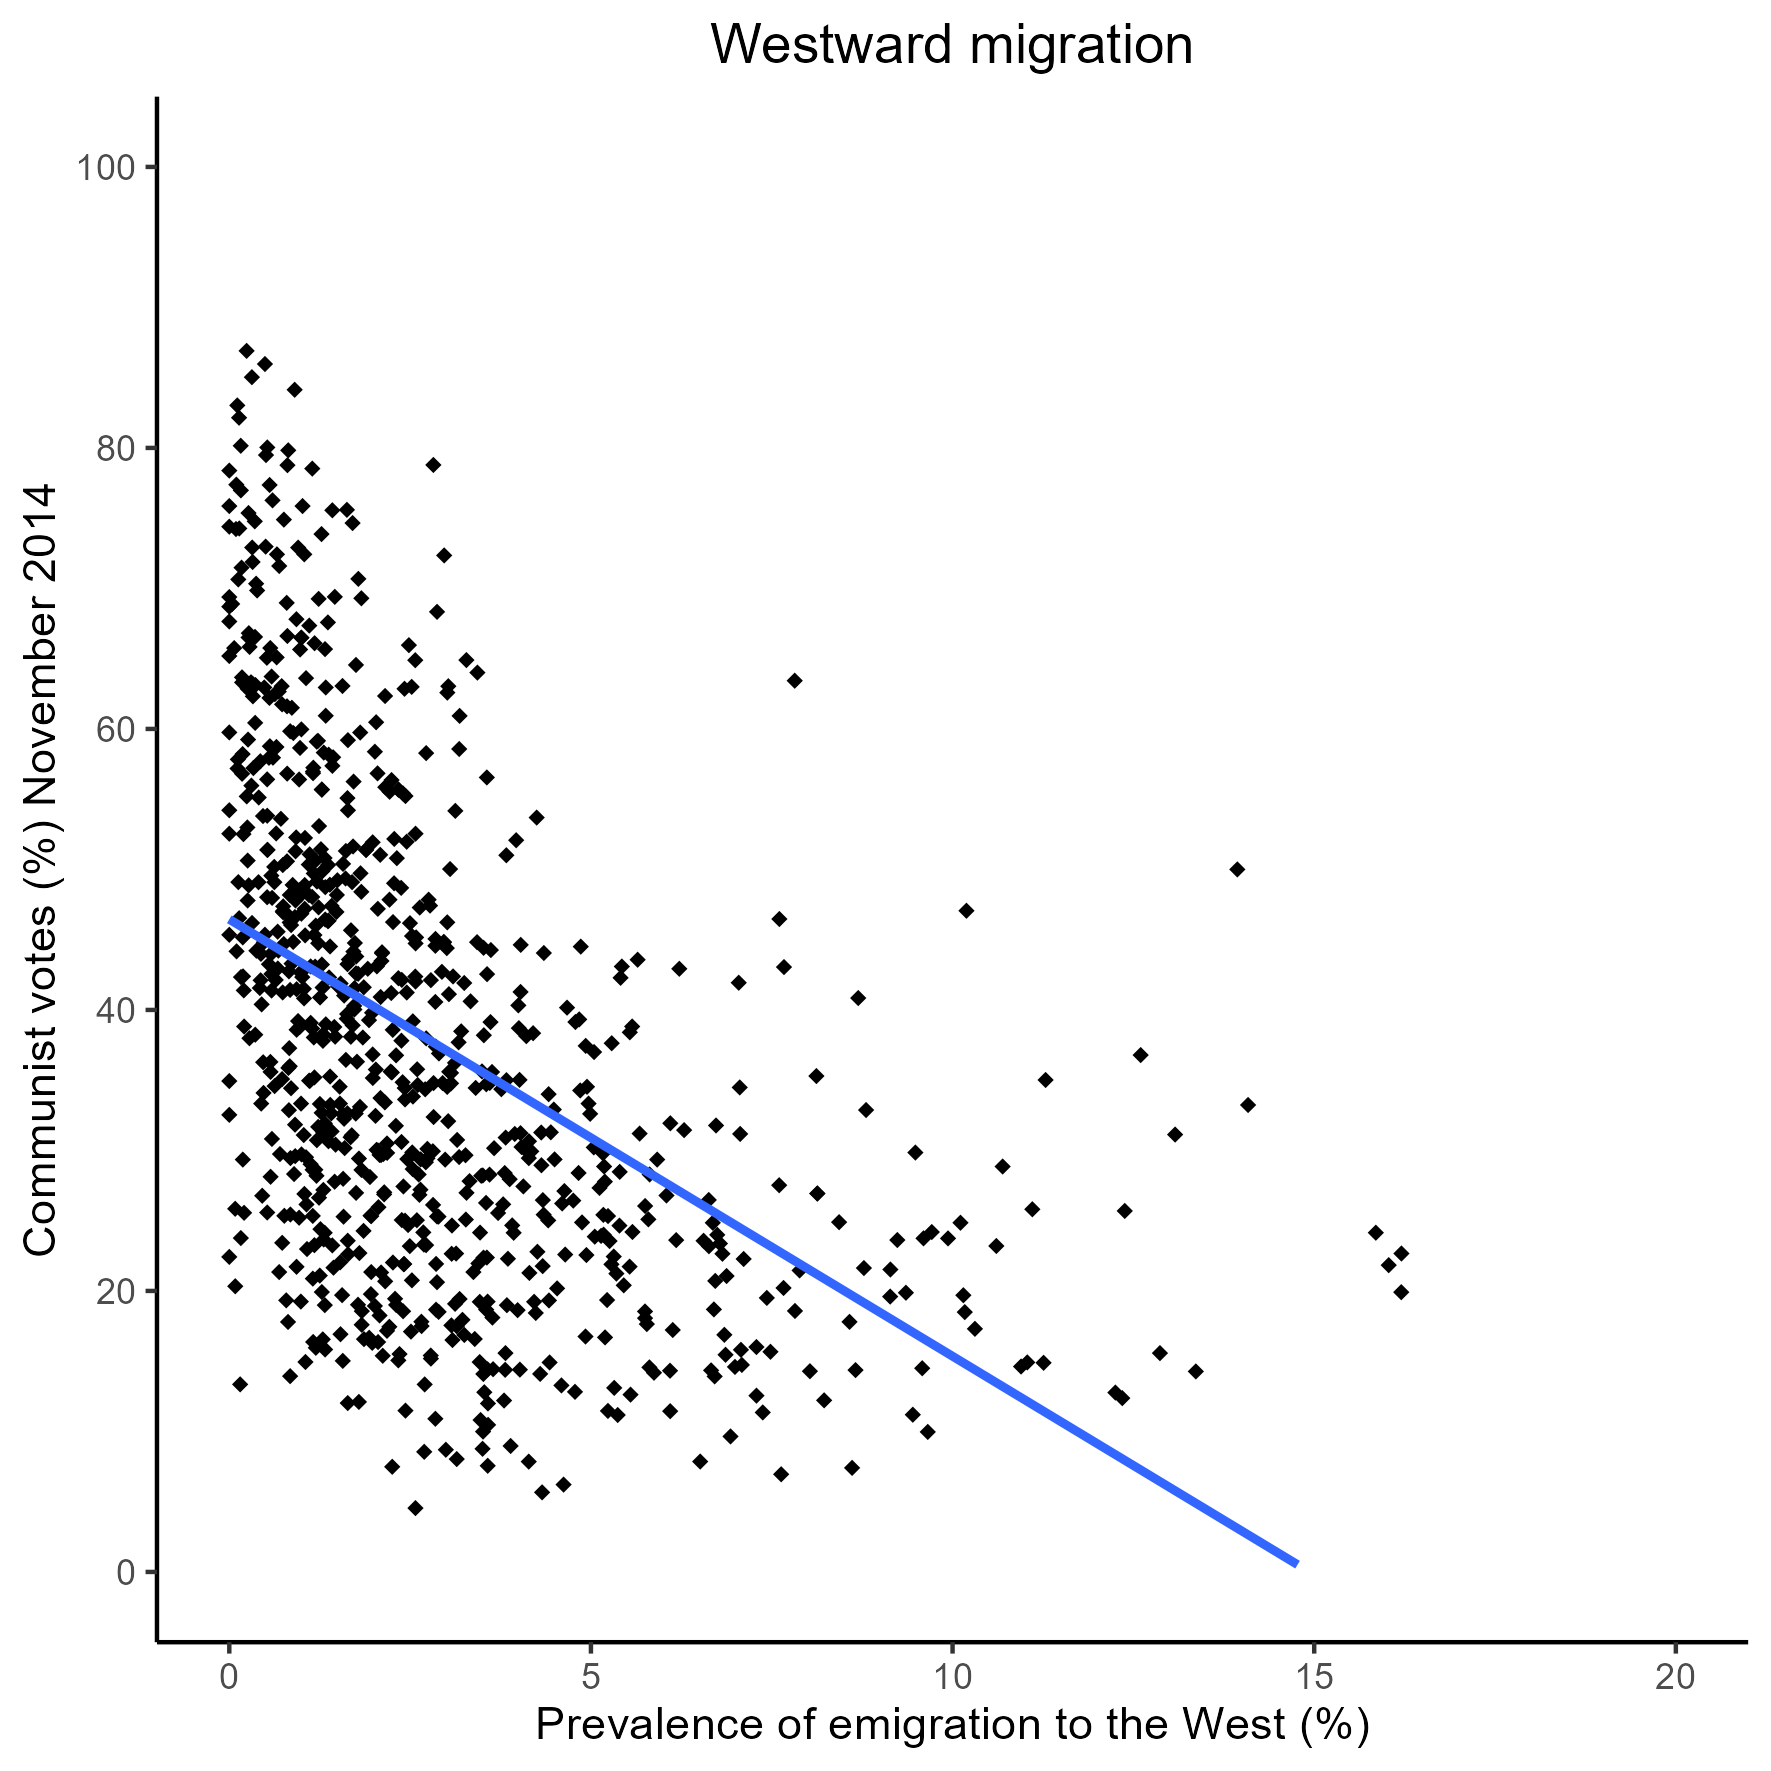 Westward migration
100
80
60
40
20
0
Communist votes (%) November 2014
0 5 10 15 20
Prevalence of emigration to the West (%)